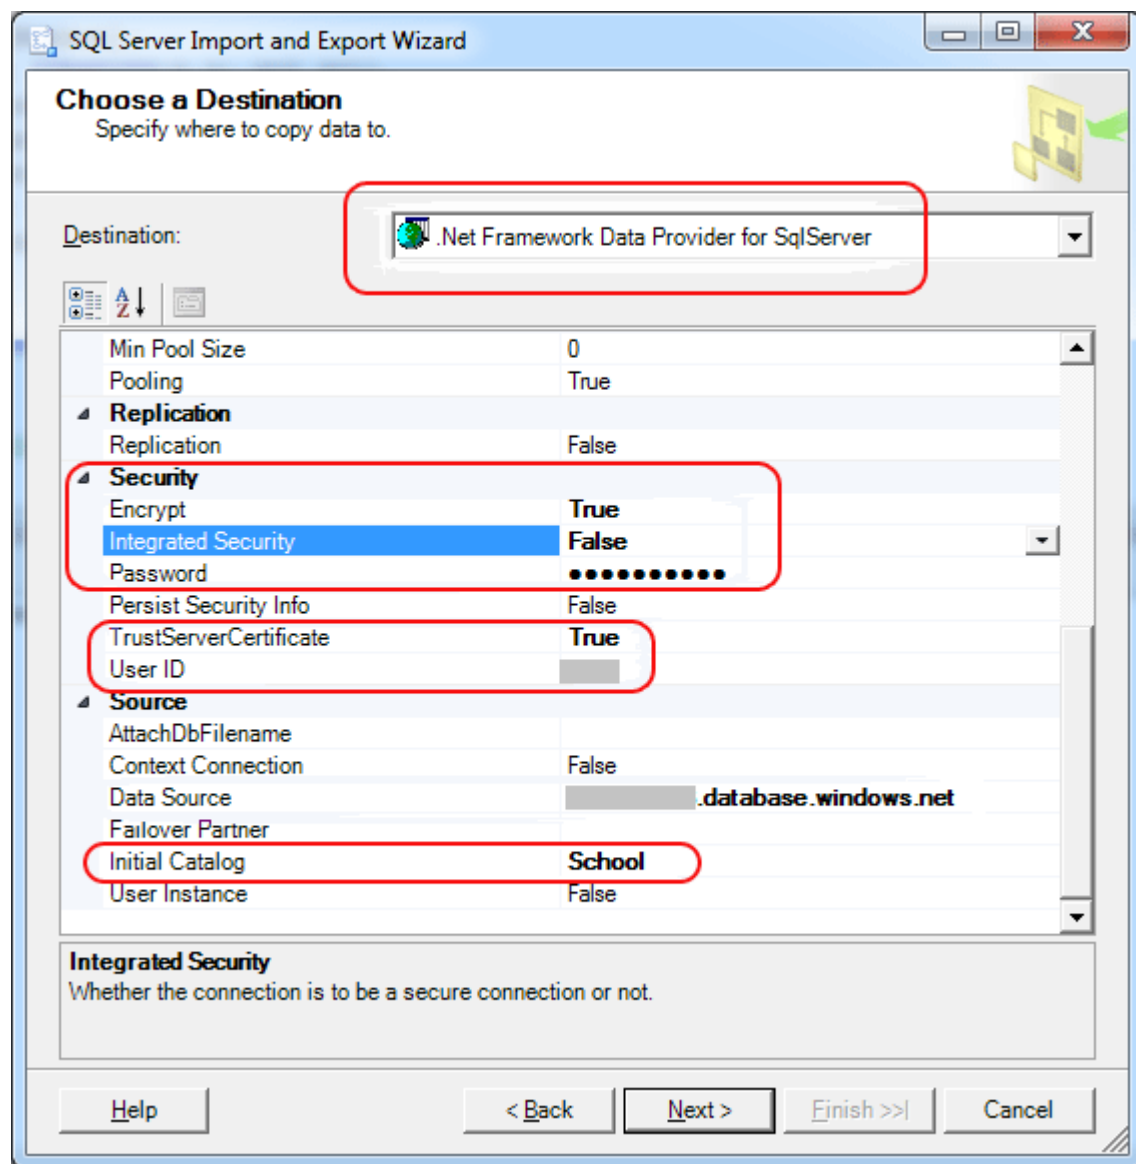 SQL Server Import and Export Wizard
Choose a Destination
Specify where to copy data to.
Destination:
.Net Framework Data Provider for SqlServer
A
Z
Min Pool Size 0
Pooling True
Replication
Replication False
Security
Encrypt True
Integrated Security False
Password ●●●●●●●●●●
Persist Security Info False
TrustServerCertificate True
User ID
Source
AttachDbFilename
Context Connection False
Data Source .database.windows.net
Failover Partner
Initial Catalog School
User Instance False
Integrated Security
Whether the connection is to be a secure connection or not.
Help < Back Next > Finish >>| Cancel